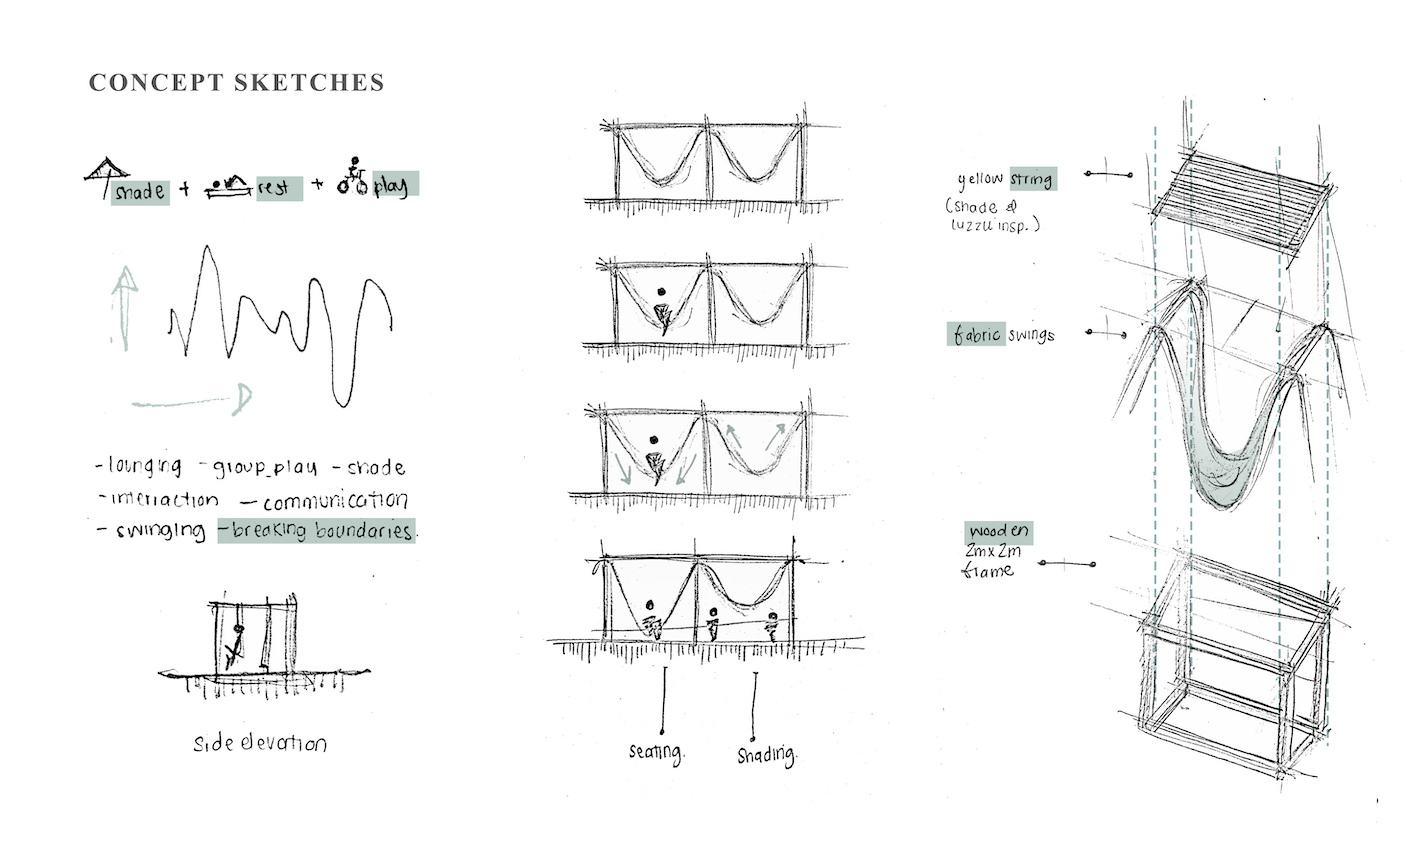 CONCEPT SKETCHES
shade + rest + play
-lounging -group play -shade
-interaction -communication
- swinging -breaking boundaries.
side elevation
seating. shading.
yellow string
(shade &
luzzu insp.)
fabric swings
wooden
2m x 2m
frame